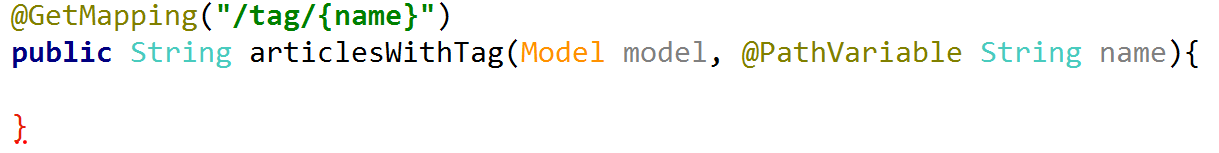 @GetMapping("/tag/{name}")
public String articlesWithTag(Model model, @PathVariable String name){
}